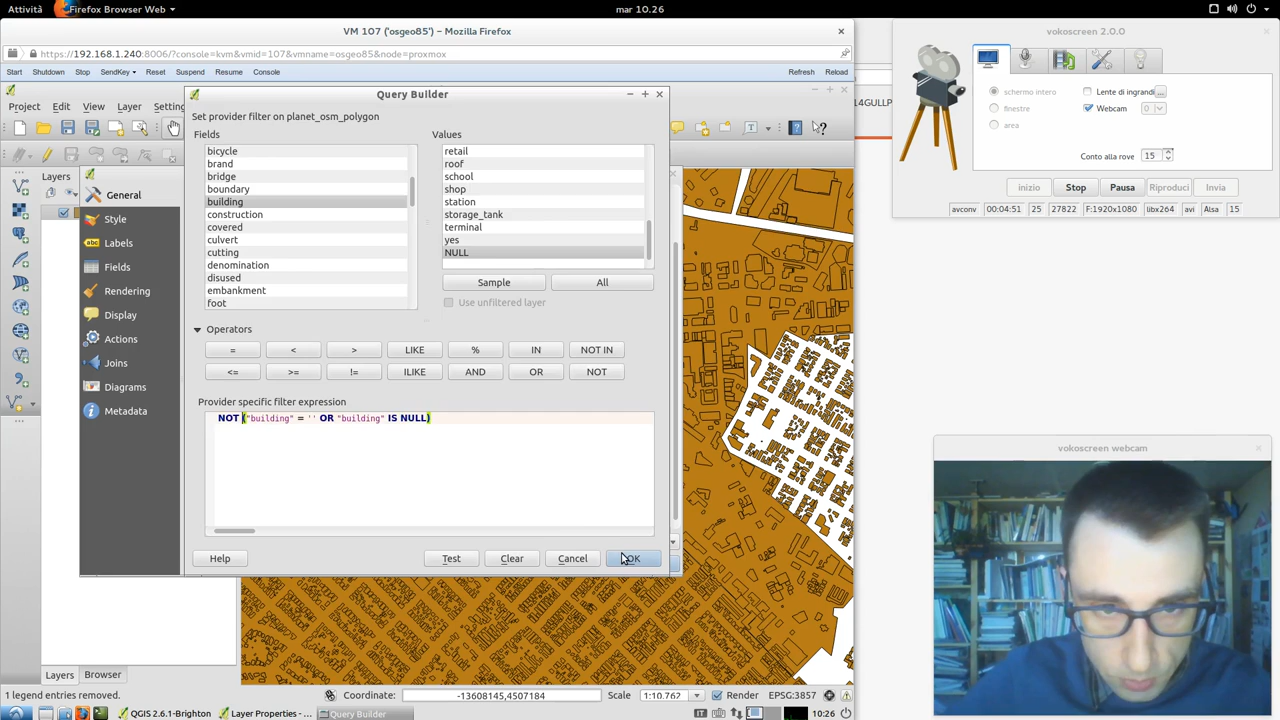 Attività
Firefox Browser Web
mar 10.26
VM 107 ('osgeo85') – Mozilla Firefox
https://192.168.1.240:8006/?console=kvm&vmid=107&vmname=osgeo85&node=proxmox
Start Shutdown Stop SendKey Reset Suspend Resume Console Refresh Reload
Query Builder
Project Edit View Layer Setting
Set provider filter on planet_osm_polygon
Fields Values
bicycle
brand
bridge
boundary
building
construction
covered
culvert
cutting
denomination
disused
embankment
foot
retail
roof
school
shop
station
storage_tank
terminal
yes
NULL
Sample All
Use unfiltered layer
Operators
= < > LIKE % IN NOT IN
<= >= != ILIKE AND OR NOT
Provider specific filter expression
NOT ("building" = '' OR "building" IS NULL)
Help Test Clear Cancel OK
Layers
General
Style
Labels
Fields
Rendering
Display
Actions
Joins
Diagrams
Metadata
Layers Browser
1 legend entries removed.
Coordinate: -13608145,4507184 Scale 1:10.762 Render EPSG:3857
QGIS 2.6.1-Brighton
Layer Properties - ...
Query Builder
IT
10:26
14GULLP
vokoscreen 2.0.0
schermo intero
finestre
area
Lente di ingrandi ...
Webcam 0
Conto alla rove 15
inizio Stop Pausa Riproduci Invia
avconv 00:04:51 25 27822 F:1920x1080 libx264 avi Alsa 15
vokoscreen webcam